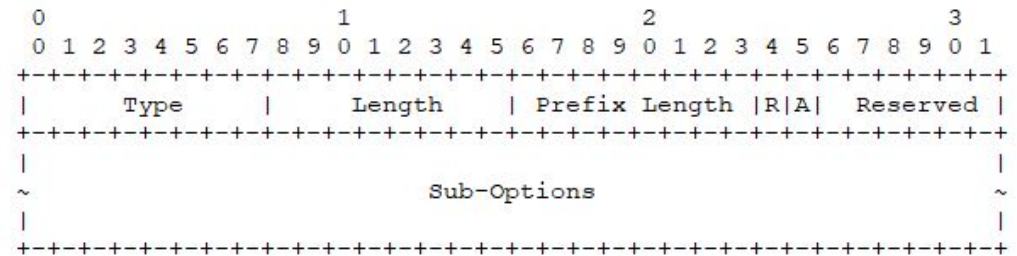 0                   1                   2                   3
 0 1 2 3 4 5 6 7 8 9 0 1 2 3 4 5 6 7 8 9 0 1 2 3 4 5 6 7 8 9 0 1
+-+-+-+-+-+-+-+-+-+-+-+-+-+-+-+-+-+-+-+-+-+-+-+-+-+-+-+-+-+-+-+-+
|      Type     |     Length    | Prefix Length |R|A|  Reserved |
+-+-+-+-+-+-+-+-+-+-+-+-+-+-+-+-+-+-+-+-+-+-+-+-+-+-+-+-+-+-+-+-+
|                                                               |
~                          Sub-Options                          ~
|                                                               |
+-+-+-+-+-+-+-+-+-+-+-+-+-+-+-+-+-+-+-+-+-+-+-+-+-+-+-+-+-+-+-+-+